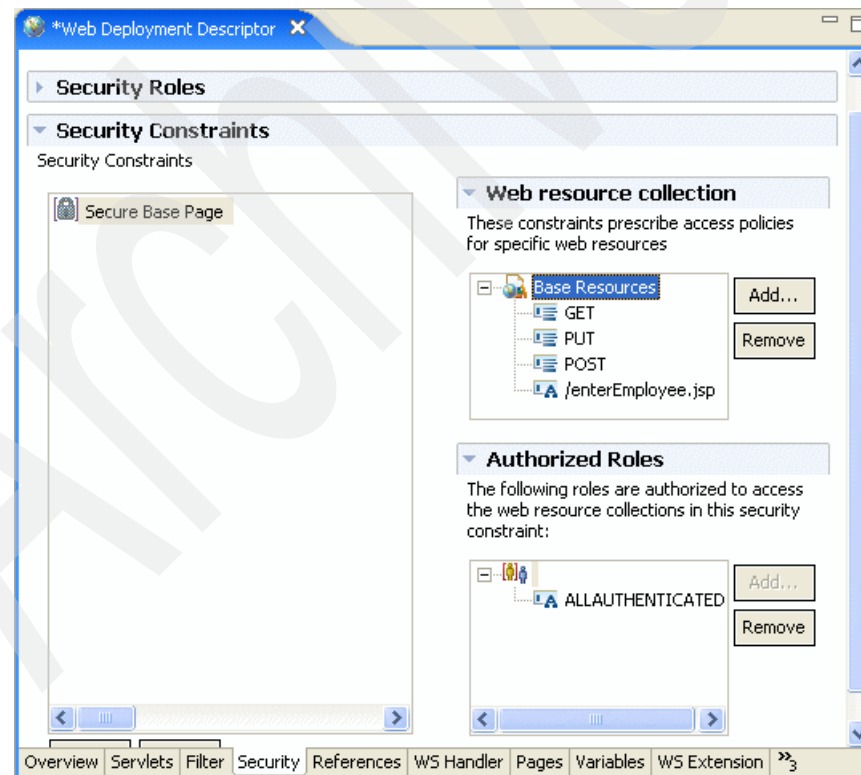 *Web Deployment Descriptor
Security Roles
Security Constraints
Security Constraints
Secure Base Page
Web resource collection
These constraints prescribe access policies
for specific web resources
Base Resources
GET
PUT
POST
/enterEmployee.jsp
Add...
Remove
Authorized Roles
The following roles are authorized to access
the web resource collections in this security
constraint:
ALLAUTHENTICATED
Add...
Remove
Overview Servlets Filter Security References WS Handler Pages Variables WS Extension »3
Archive